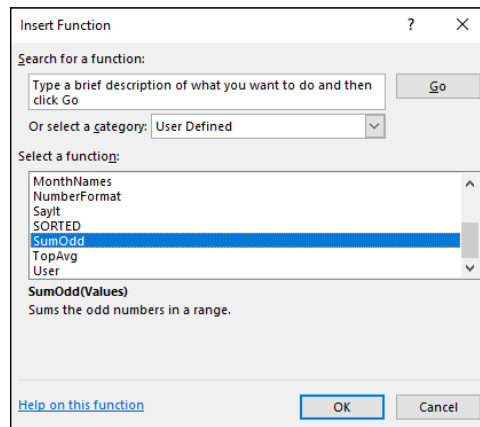 Insert Function
?
Search for a function:
Type a brief description of what you want to do and then
click Go
Go
Or select a category: User Defined
Select a function:
MonthNames
NumberFormat
SayIt
SORTED
SumOdd
TopAvg
User
SumOdd(Values)
Sums the odd numbers in a range.
Help on this function
OK
Cancel